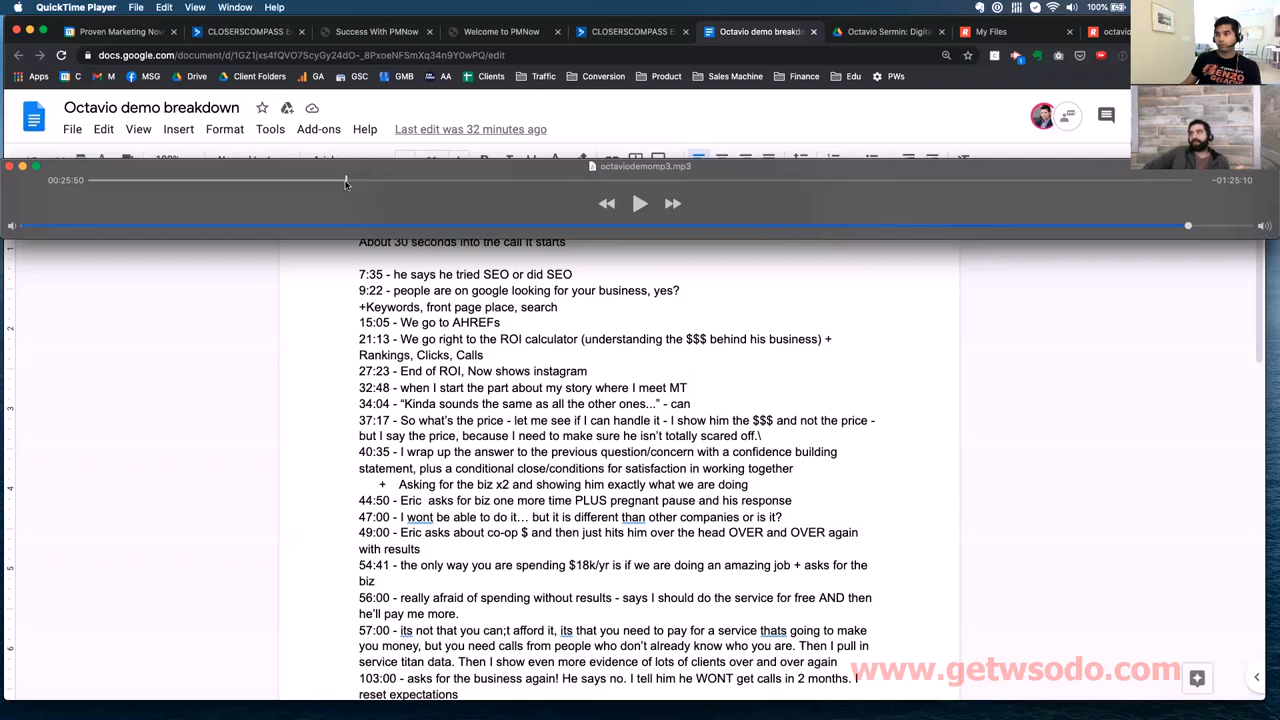 QuickTime Player File Edit View Window Help 100%
Proven Marketing Now CLOSERSCOMPASS E Success With PMNow Welcome to PMNow CLOSERSCOMPASS E Octavio demo breakd Octavio Sermin: Digita My Files octavi
docs.google.com/document/d/1GZ1jxs4fQVO7ScyGy24dO-_8PxoeNFSmXq34n9Y0wPQ/edit
Apps C M MSG Drive Client Folders GA GSC GMB AA Clients Traffic Conversion Product Sales Machine Finance Edu PWs
Octavio demo breakdown
File Edit View Insert Format Tools Add-ons Help Last edit was 32 minutes ago
octaviodemomp3.mp3
00:25:50 −01:25:10
About 30 seconds into the call it starts
7:35 - he says he tried SEO or did SEO
9:22 - people are on google looking for your business, yes?
+Keywords, front page place, search
15:05 - We go to AHREFs
21:13 - We go right to the ROI calculator (understanding the $$$ behind his business) +
Rankings, Clicks, Calls
27:23 - End of ROI, Now shows instagram
32:48 - when I start the part about my story where I meet MT
34:04 - “Kinda sounds the same as all the other ones...” - can
37:17 - So what’s the price - let me see if I can handle it - I show him the $$$ and not the price -
but I say the price, because I need to make sure he isn’t totally scared off.\
40:35 - I wrap up the answer to the previous question/concern with a confidence building
statement, plus a conditional close/conditions for satisfaction in working together
+ Asking for the biz x2 and showing him exactly what we are doing
44:50 - Eric asks for biz one more time PLUS pregnant pause and his response
47:00 - I wont be able to do it… but it is different than other companies or is it?
49:00 - Eric asks about co-op $ and then just hits him over the head OVER and OVER again
with results
54:41 - the only way you are spending $18k/yr is if we are doing an amazing job + asks for the
biz
56:00 - really afraid of spending without results - says I should do the service for free AND then
he’ll pay me more.
57:00 - its not that you can;t afford it, its that you need to pay for a service thats going to make
you money, but you need calls from people who don’t already know who you are. Then I pull in
service titan data. Then I show even more evidence of lots of clients over and over again
103:00 - asks for the business again! He says no. I tell him he WONT get calls in 2 months. I
reset expectations
www.getwsodo.com